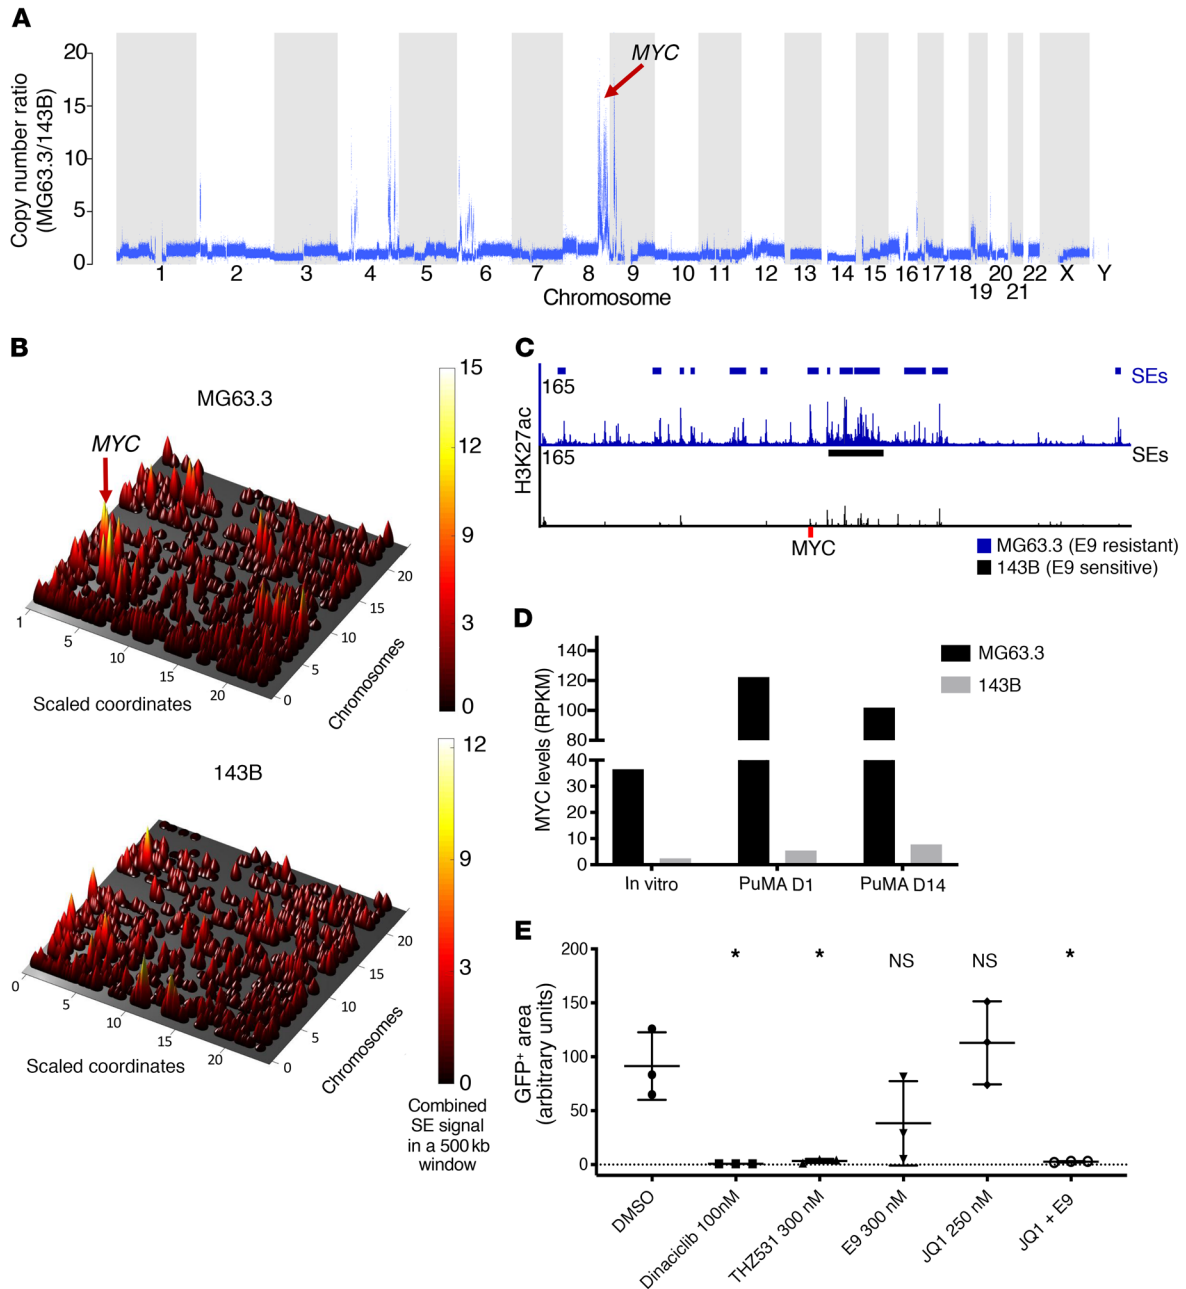 A
Copy number ratio
(MG63.3/143B)
20
15
10
5
0
MYC
1 2 3 4 5 6 7 8 9 10 11 12 13 14 15 16 17 18 20 22 X Y
19 21
Chromosome
B
MG63.3
MYC
1
5
10
15
20
Scaled coordinates
0
5
10
15
20
Chromosomes
15
12
9
6
3
0
143B
0
5
10
15
20
Scaled coordinates
0
5
10
15
20
Chromosomes
12
9
3
0
Combined
SE signal
in a 500 kb
window
C
H3K27ac
165
SEs
165
SEs
MYC
MG63.3 (E9 resistant)
143B (E9 sensitive)
D
MYC levels (RPKM)
140
120
100
80
40
30
20
10
0
In vitro
PuMA D1
PuMA D14
MG63.3
143B
E
GFP+ area
(arbitrary units)
200
150
100
50
0
* * NS NS *
DMSO
Dinaciclib 100nM
THZ531 300 nM
E9 300 nM
JQ1 250 nM
JQ1 + E9